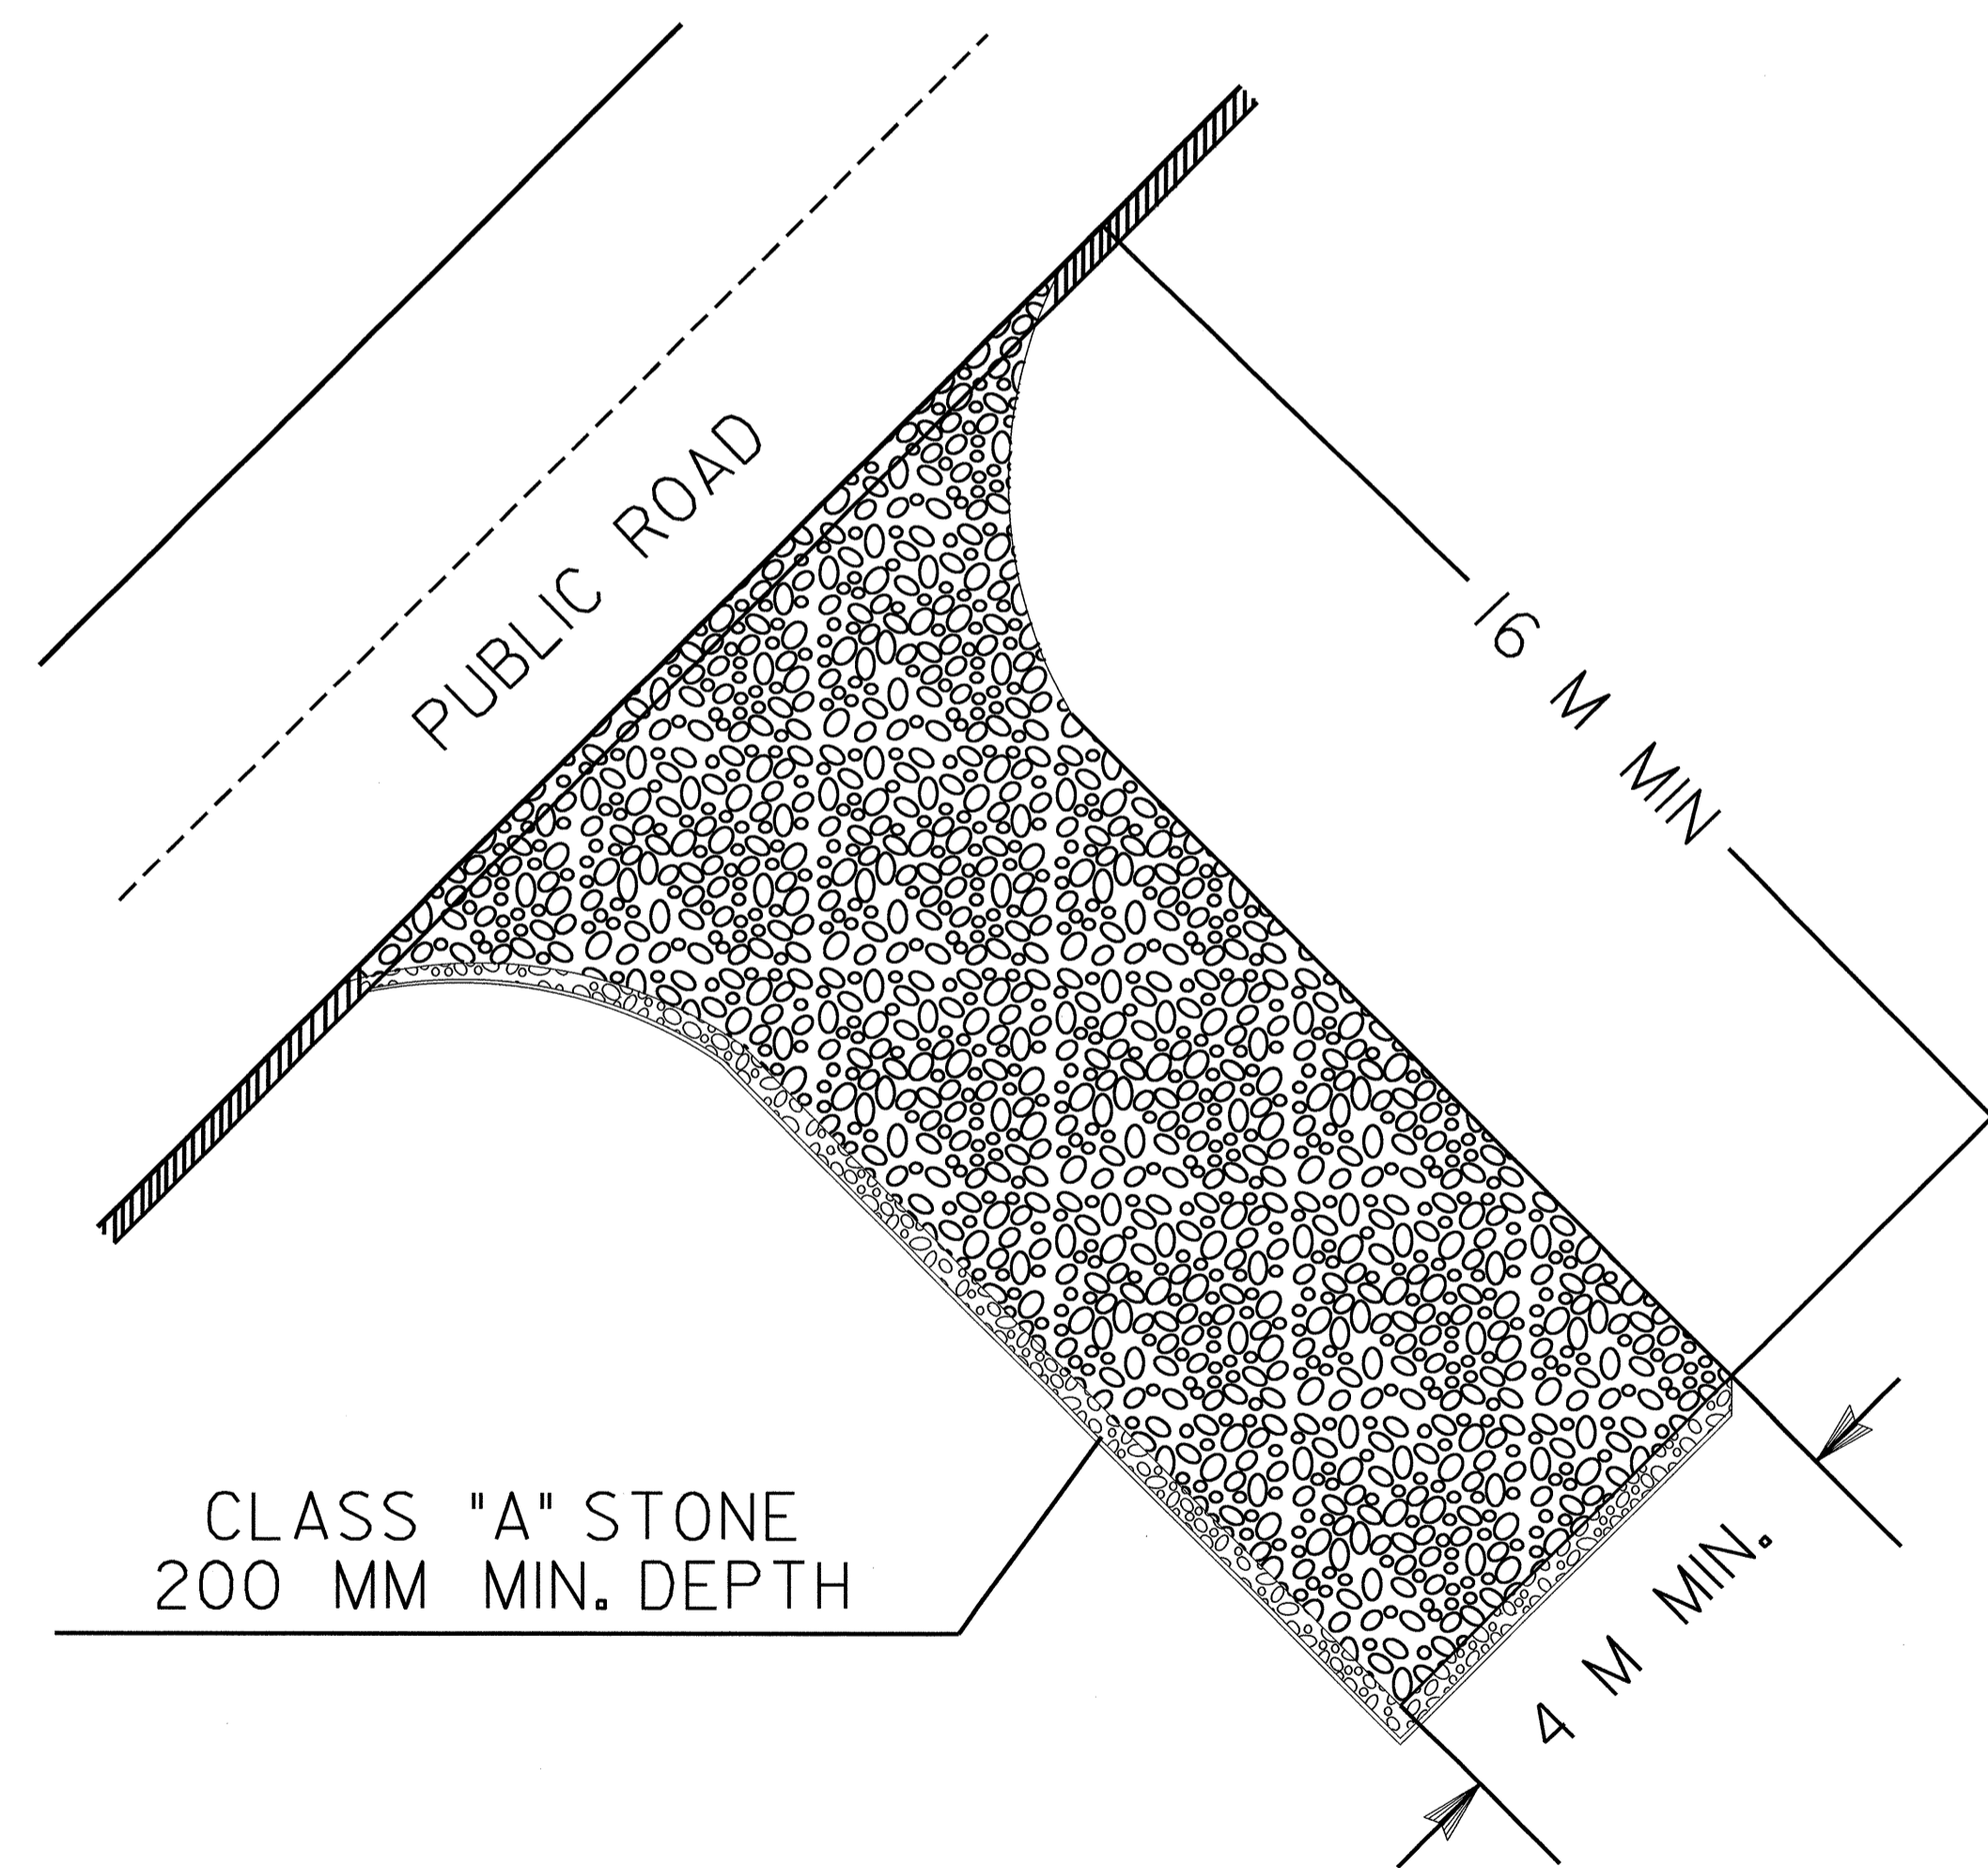 PUBLIC ROAD
16 M MIN
CLASS "A" STONE
200 MM MIN. DEPTH
4 M MIN.